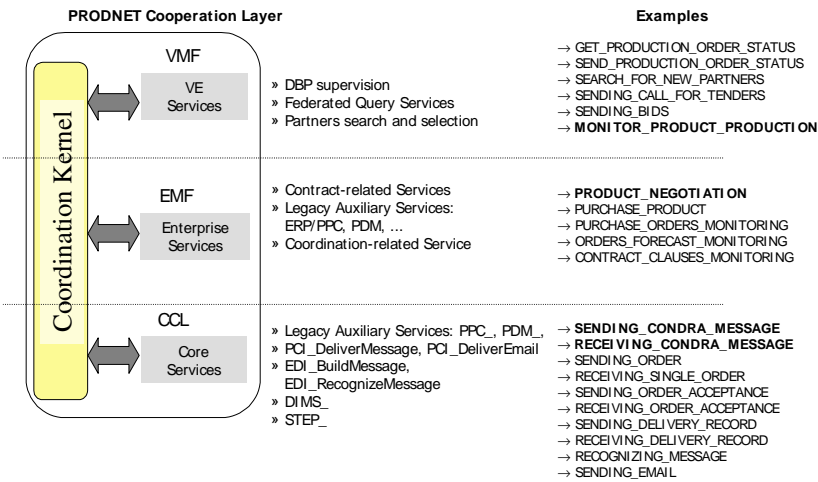 PRODNET Cooperation Layer
Examples
Coordination Kernel
VMF
VE
Services
» DBP supervision
» Federated Query Services
» Partners search and selection
→ GET_PRODUCTION_ORDER_STATUS
→ SEND_PRODUCTION_ORDER_STATUS
→ SEARCH_FOR_NEW_PARTNERS
→ SENDING_CALL_FOR_TENDERS
→ SENDING_BIDS
→ MONITOR_PRODUCT_PRODUCTION
EMF
Enterprise
Services
» Contract-related Services
» Legacy Auxiliary Services:
ERP/PPC, PDM, ...
» Coordination-related Service
→ PRODUCT_NEGOTIATION
→ PURCHASE_PRODUCT
→ PURCHASE_ORDERS_MONITORING
→ ORDERS_FORECAST_MONITORING
→ CONTRACT_CLAUSES_MONITORING
CCL
Core
Services
» Legacy Auxiliary Services: PPC_, PDM_,
» PCI_DeliverMessage, PCI_DeliverEmail
» EDI_BuildMessage,
EDI_RecognizeMessage
» DIMS_
» STEP_
→ SENDING_CONDRA_MESSAGE
→ RECEIVING_CONDRA_MESSAGE
→ SENDING_ORDER
→ RECEIVING_SINGLE_ORDER
→ SENDING_ORDER_ACCEPTANCE
→ RECEIVING_ORDER_ACCEPTANCE
→ SENDING_DELIVERY_RECORD
→ RECEIVING_DELIVERY_RECORD
→ RECOGNIZING_MESSAGE
→ SENDING_EMAIL